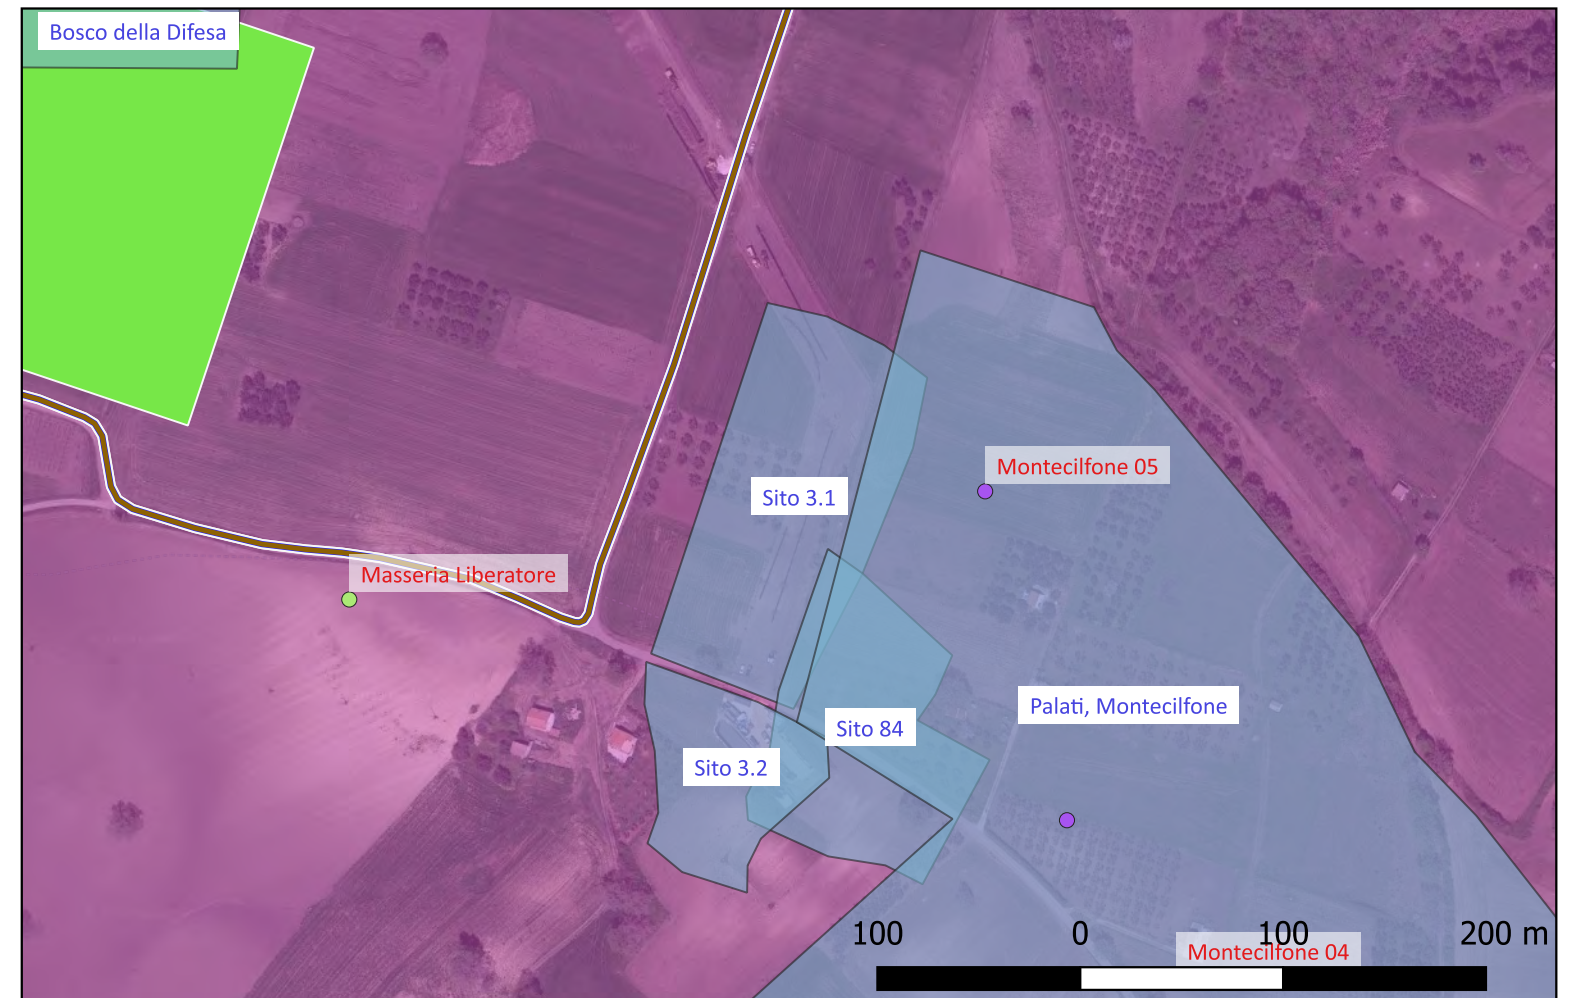 Bosco della Difesa
Montecilfone 05
Sito 3.1
Masseria Liberatore
Palati, Montecilfone
Sito 84
Sito 3.2
100 0 100 200 m
Montecilfone 04